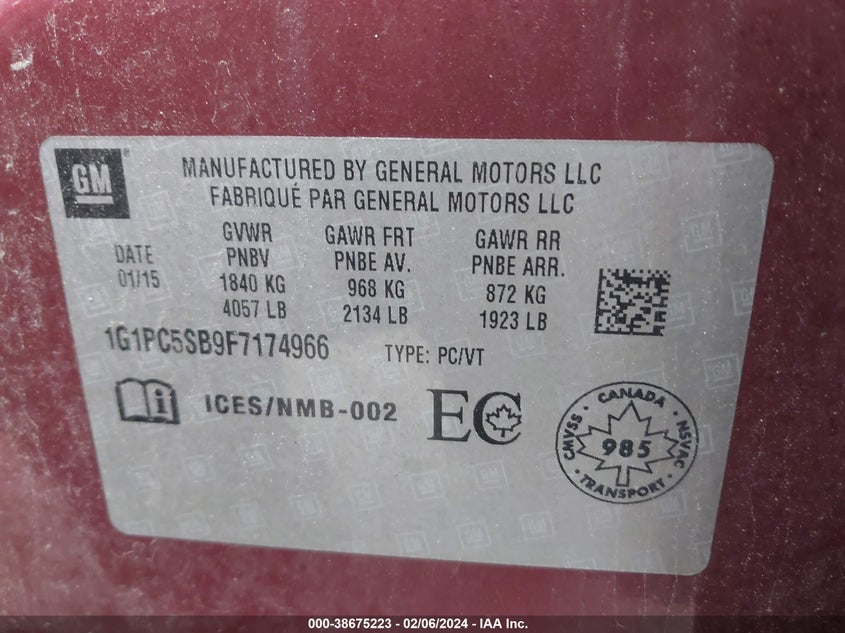 GM
MANUFACTURED BY GENERAL MOTORS LLC
FABRIQUÉ PAR GENERAL MOTORS LLC
DATE
01/15
GVWR
PNBV
1840 KG
4057 LB
GAWR FRT
PNBE AV.
968 KG
2134 LB
GAWR RR
PNBE ARR.
872 KG
1923 LB
1G1PC5SB9F7174966
TYPE: PC/VT
ICES/NMB-002
EC
CANADA
CMVSS
985
NSVAC
TRANSPORT
000-38675223 - 02/06/2024 - IAA Inc.